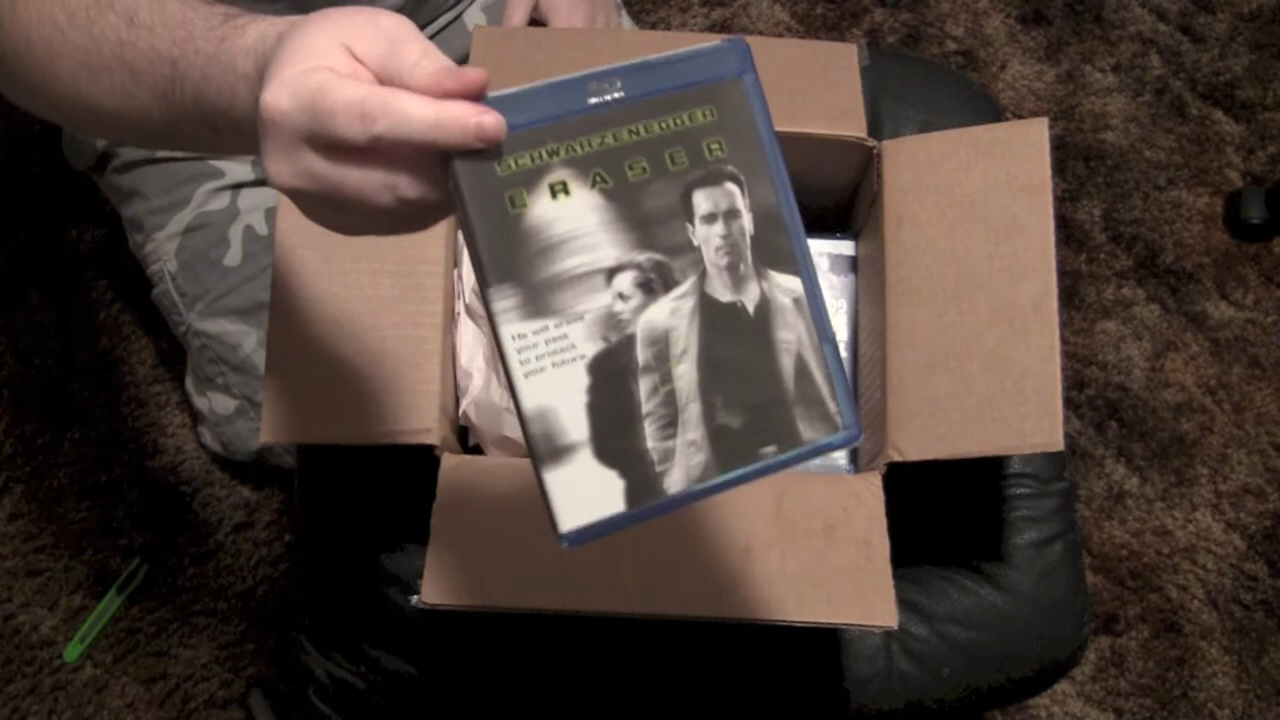 SCHWARZENEGGER
ERASER
He will erase
your past
to protect
your future.